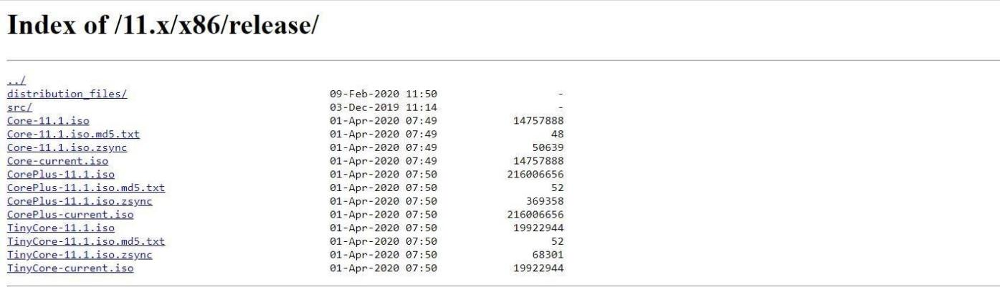 Index of /11.x/x86/release/
../
distribution_files/ 09-Feb-2020 11:50 -
src/ 03-Dec-2019 11:14 -
Core-11.1.iso 01-Apr-2020 07:49 14757888
Core-11.1.iso.md5.txt 01-Apr-2020 07:49 48
Core-11.1.iso.zsync 01-Apr-2020 07:49 50639
Core-current.iso 01-Apr-2020 07:49 14757888
CorePlus-11.1.iso 01-Apr-2020 07:50 216006656
CorePlus-11.1.iso.md5.txt 01-Apr-2020 07:50 52
CorePlus-11.1.iso.zsync 01-Apr-2020 07:50 369358
CorePlus-current.iso 01-Apr-2020 07:50 216006656
TinyCore-11.1.iso 01-Apr-2020 07:50 19922944
TinyCore-11.1.iso.md5.txt 01-Apr-2020 07:50 52
TinyCore-11.1.iso.zsync 01-Apr-2020 07:50 68301
TinyCore-current.iso 01-Apr-2020 07:50 19922944